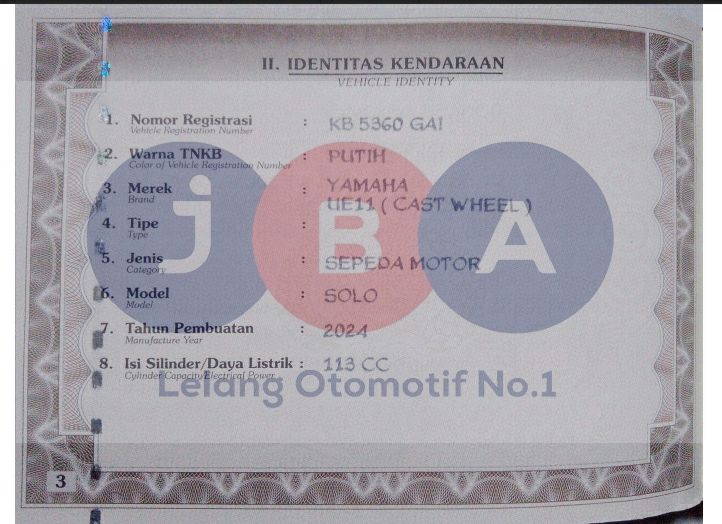 II. IDENTITAS KENDARAAN
VEHICLE IDENTITY
1. Nomor Registrasi : KB 5360 GAI
Vehicle Registration Number
2. Warna TNKB : PUTIH
Color of Vehicle Registration Number
3. Merek : YAMAHA
Brand
UE11 ( CAST WHEEL )
4. Tipe :
Type
5. Jenis : SEPEDA MOTOR
Category
6. Model : SOLO
Model
7. Tahun Pembuatan : 2024
Manufacture Year
8. Isi Silinder/Daya Listrik : 113 CC
Cylinder Capacity/Electrical Power
JBA
Lelang Otomotif No.1
3